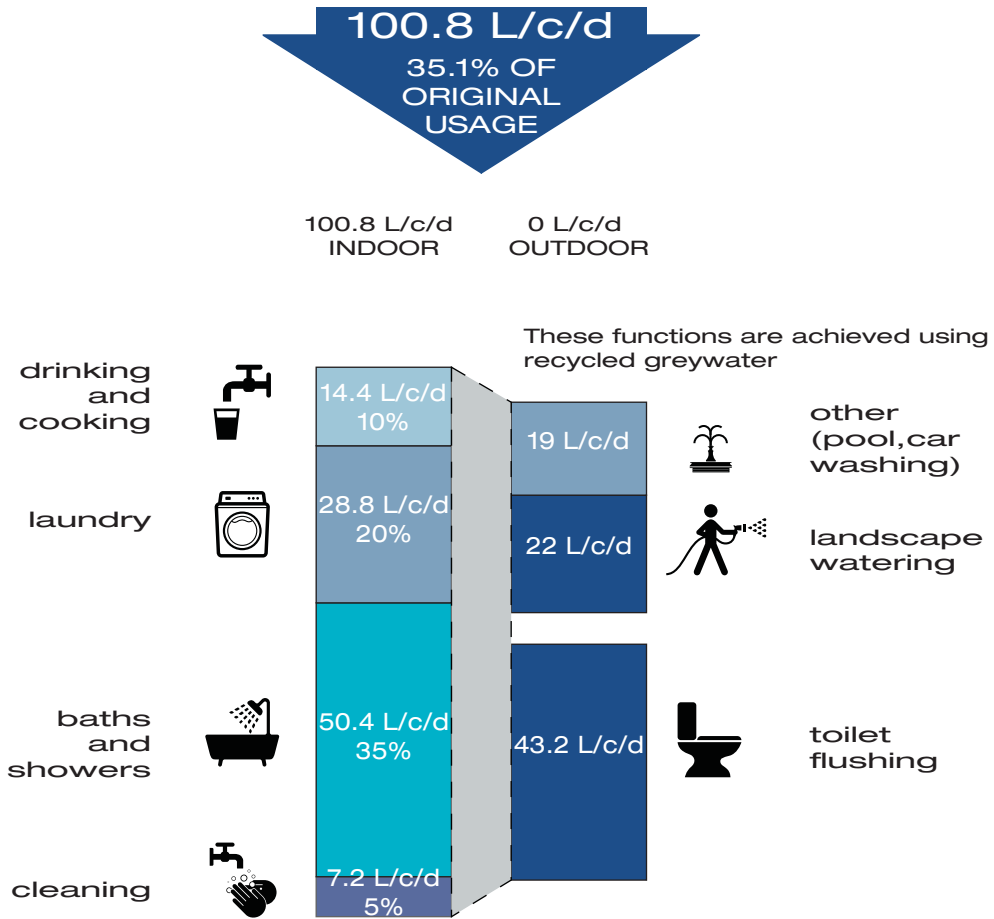 100.8 L/c/d
35.1% OF
ORIGINAL
USAGE
100.8 L/c/d
INDOOR
0 L/c/d
OUTDOOR
These functions are achieved using
recycled greywater
drinking
and
cooking
14.4 L/c/d
10%
laundry
28.8 L/c/d
20%
baths
and
showers
50.4 L/c/d
35%
cleaning
7.2 L/c/d
5%
19 L/c/d
other
(pool,car
washing)
22 L/c/d
landscape
watering
43.2 L/c/d
toilet
flushing